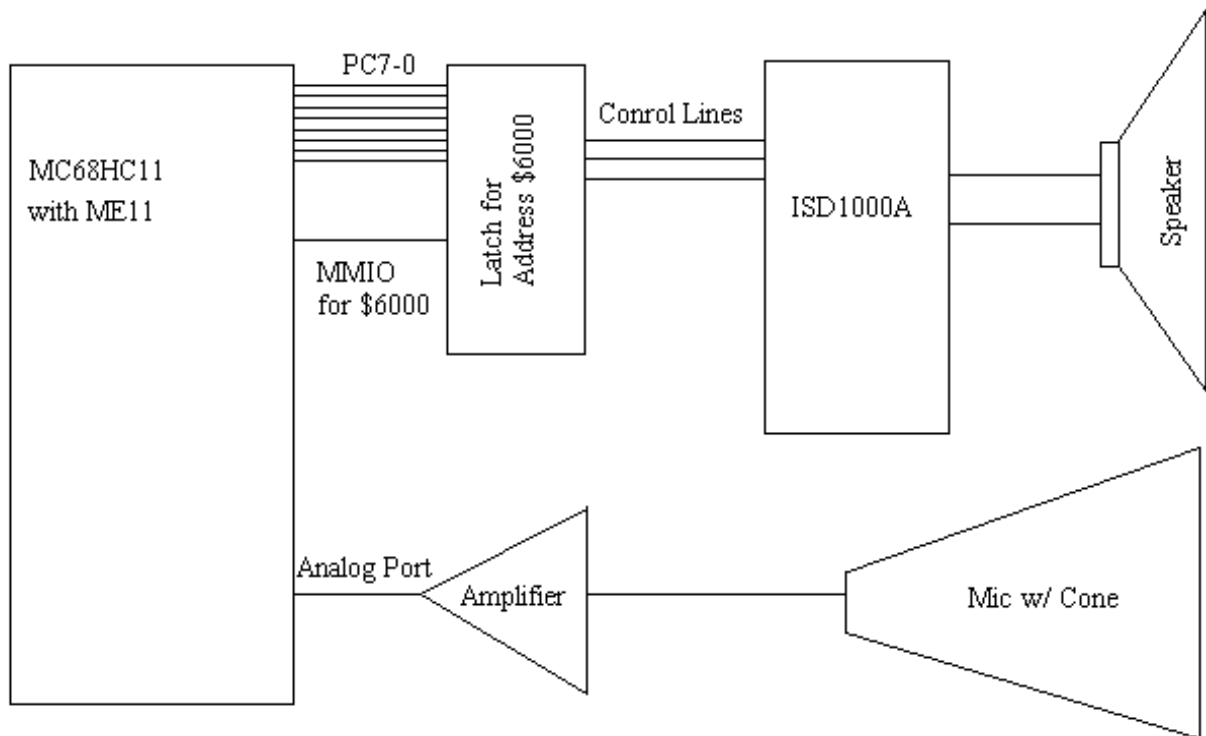 PC7-0
Conrol Lines
MC68HC11
with ME11
Latch for
Address $6000
ISD1000A
Speaker
MMIO
for $6000
Analog Port
Amplifier
Mic w/ Cone